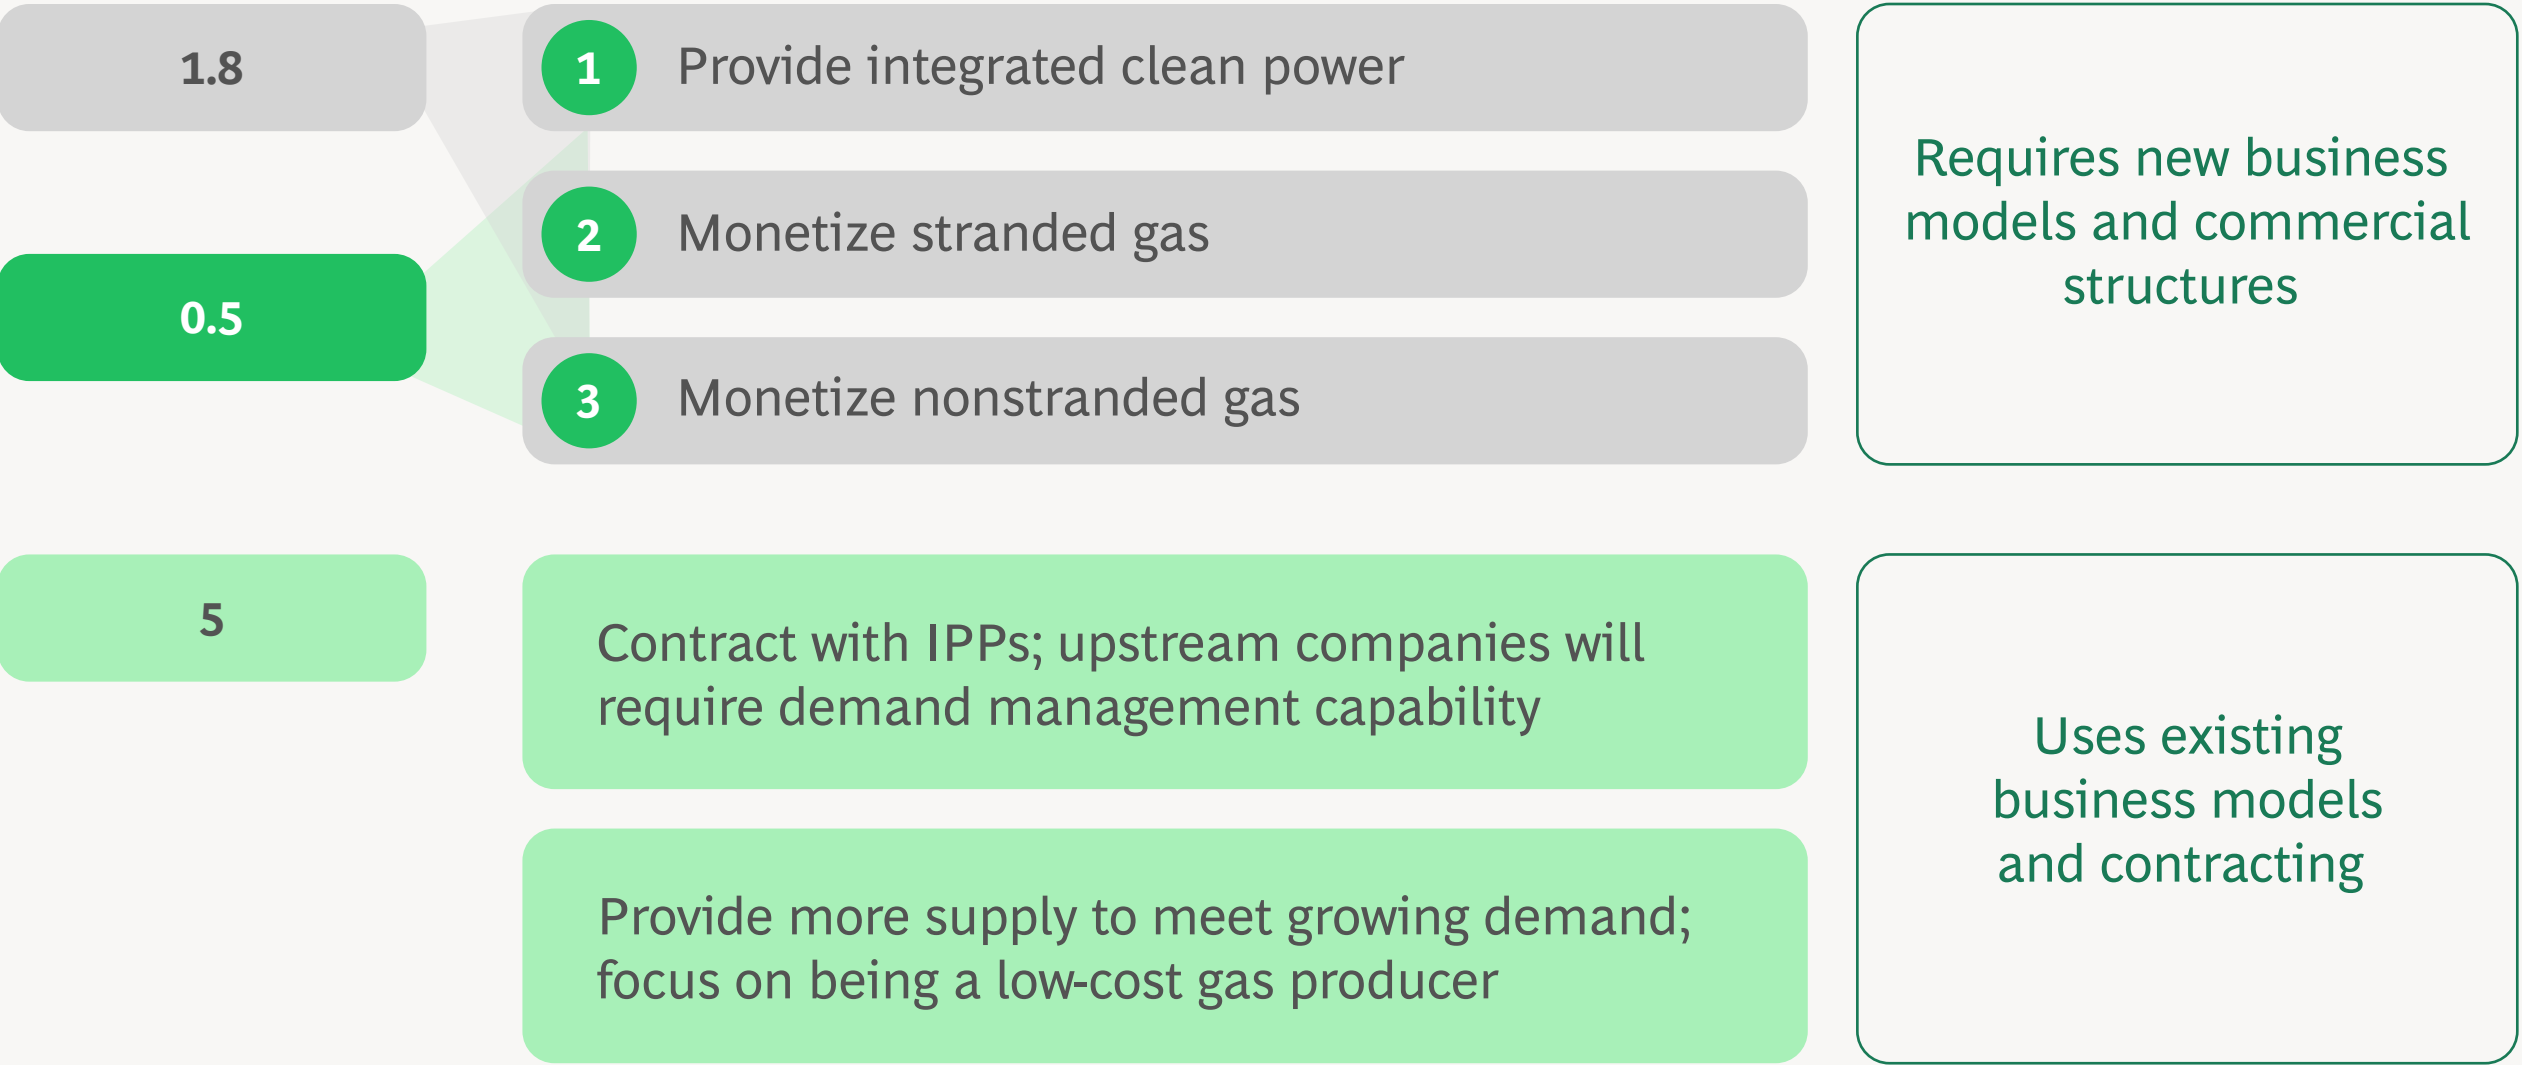 1.8
1 Provide integrated clean power
2 Monetize stranded gas
0.5
3 Monetize nonstranded gas
Requires new business
models and commercial
structures
5
Contract with IPPs; upstream companies will
require demand management capability
Provide more supply to meet growing demand;
focus on being a low-cost gas producer
Uses existing
business models
and contracting